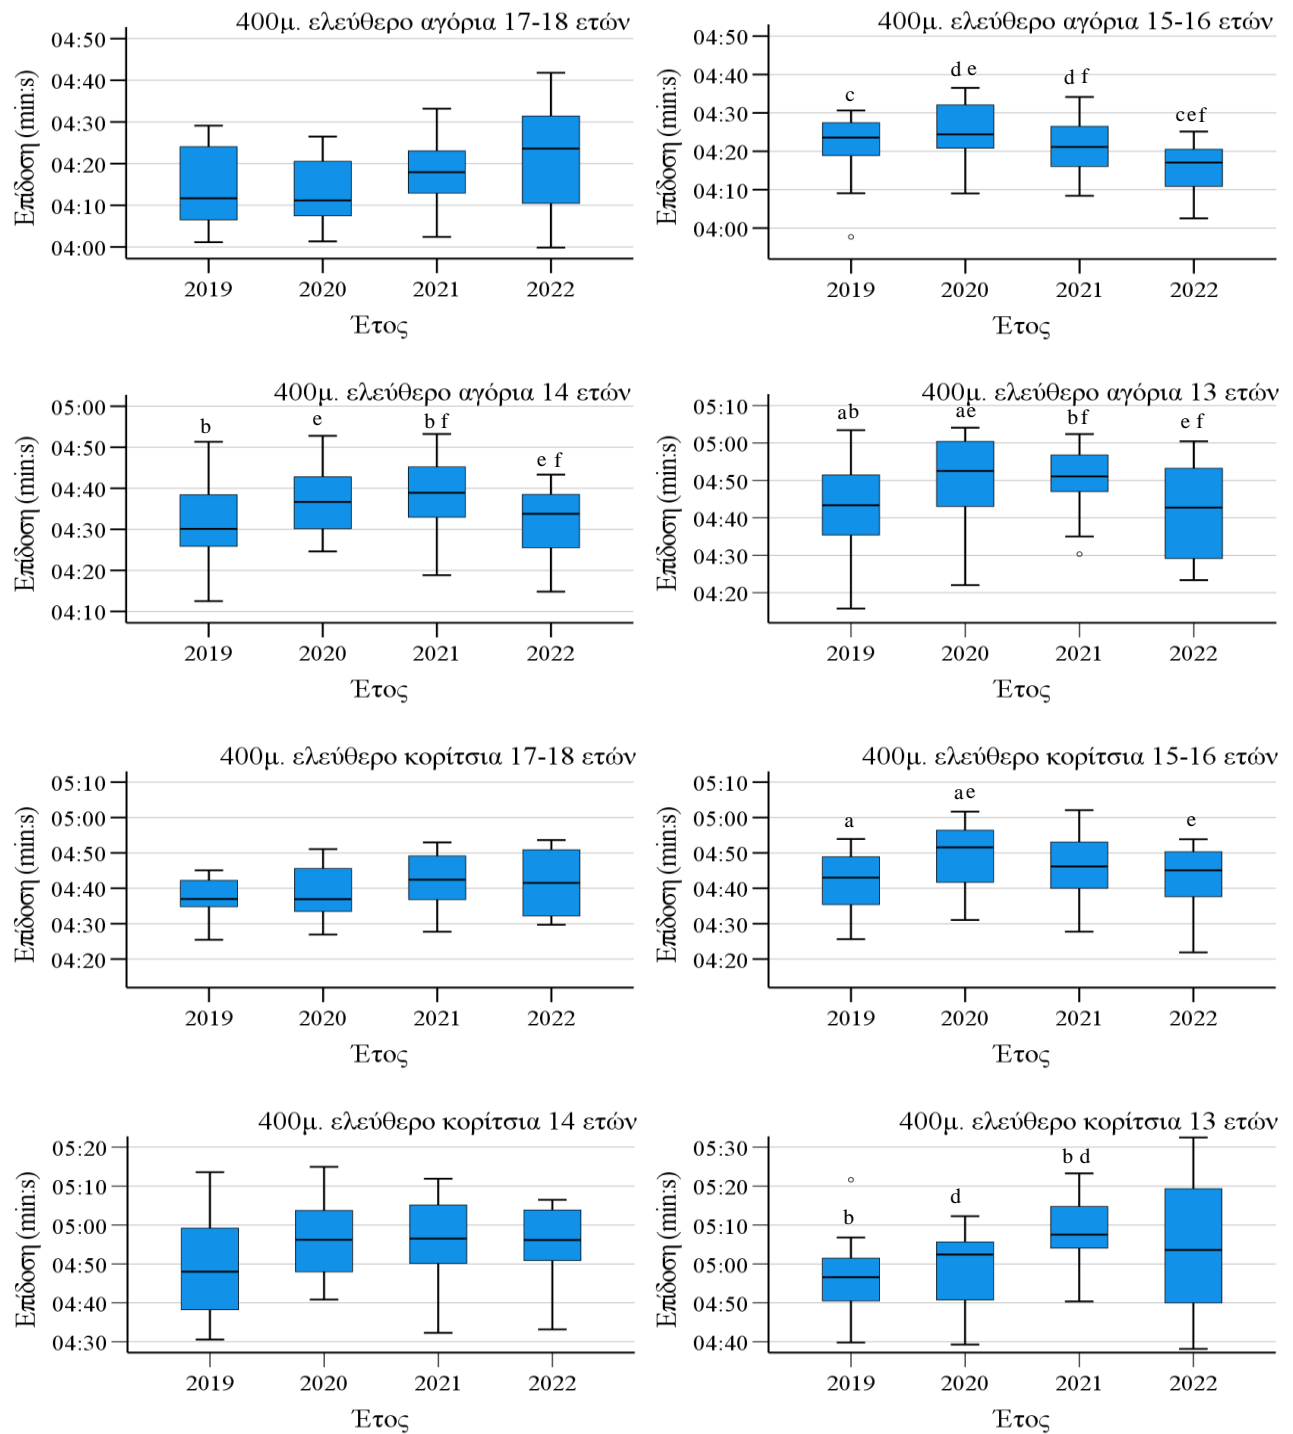 400μ. ελεύθερο αγόρια 17-18 ετών
Επίδοση (min:s)
04:50
04:40
04:30
04:20
04:10
04:00
2019 2020 2021 2022
Έτος
400μ. ελεύθερο αγόρια 15-16 ετών
Επίδοση (min:s)
04:50
04:40
04:30
04:20
04:10
04:00
c
d e
d f
cef
2019 2020 2021 2022
Έτος
400μ. ελεύθερο αγόρια 14 ετών
Επίδοση (min:s)
05:00
04:50
04:40
04:30
04:20
04:10
b
e
b f
e f
2019 2020 2021 2022
Έτος
400μ. ελεύθερο αγόρια 13 ετών
Επίδοση (min:s)
05:10
05:00
04:50
04:40
04:30
04:20
ab
ae
bf
e f
2019 2020 2021 2022
Έτος
400μ. ελεύθερο κορίτσια 17-18 ετών
Επίδοση (min:s)
05:10
05:00
04:50
04:40
04:30
04:20
2019 2020 2021 2022
Έτος
400μ. ελεύθερο κορίτσια 15-16 ετών
Επίδοση (min:s)
05:10
05:00
04:50
04:40
04:30
04:20
a
ae
e
2019 2020 2021 2022
Έτος
400μ. ελεύθερο κορίτσια 14 ετών
Επίδοση (min:s)
05:20
05:10
05:00
04:50
04:40
04:30
2019 2020 2021 2022
Έτος
400μ. ελεύθερο κορίτσια 13 ετών
Επίδοση (min:s)
05:30
05:20
05:10
05:00
04:50
04:40
b
d
b d
2019 2020 2021 2022
Έτος